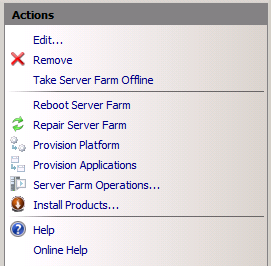 Actions
Edit...
Remove
Take Server Farm Offline
Reboot Server Farm
Repair Server Farm
Provision Platform
Provision Applications
Server Farm Operations...
Install Products...
Help
Online Help